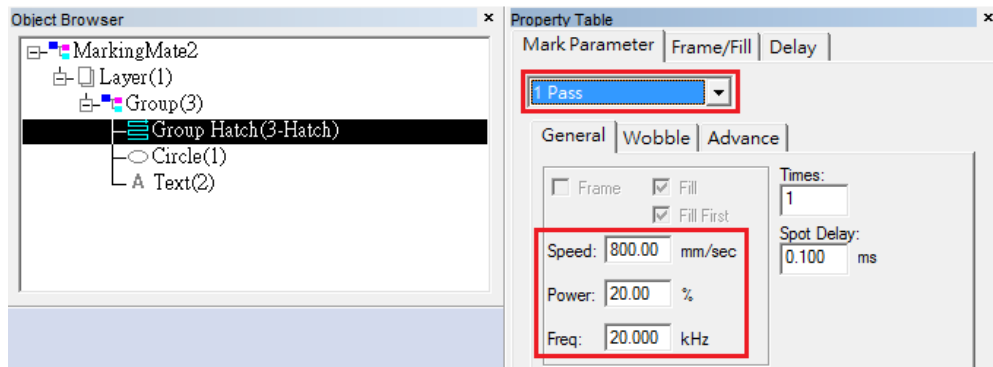 Object Browser
MarkingMate2
Layer(1)
Group(3)
Group Hatch(3-Hatch)
Circle(1)
A Text(2)
Property Table
Mark Parameter Frame/Fill Delay
1 Pass
General Wobble Advance
Frame Fill
Fill First
Times:
1
Spot Delay:
0.100 ms
Speed: 800.00 mm/sec
Power: 20.00 %
Freq: 20.000 kHz